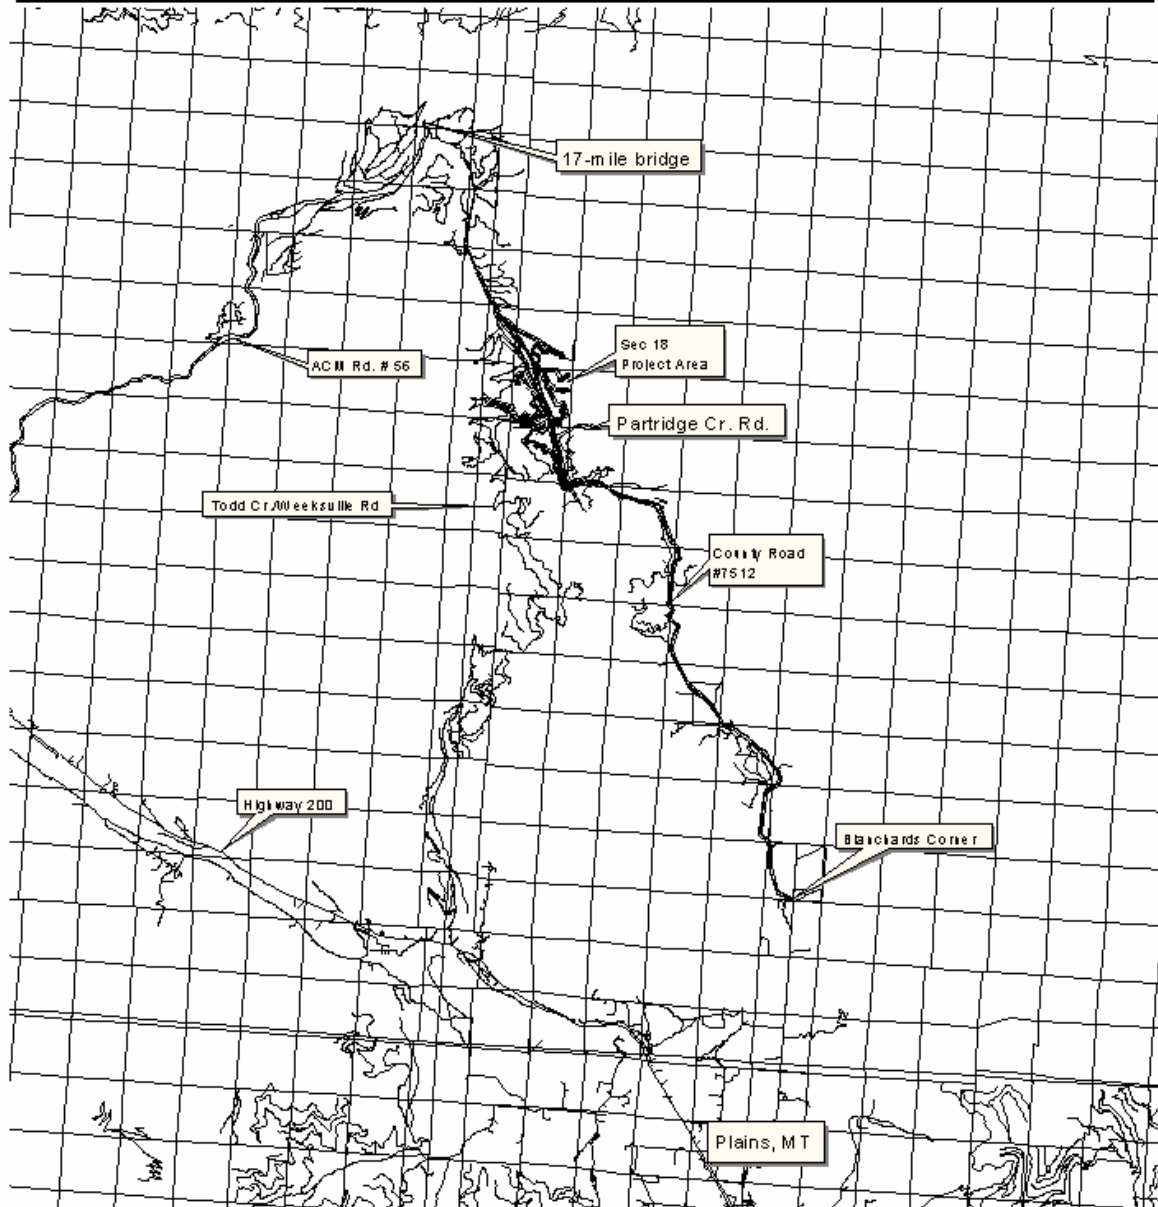 17-mile bridge
Sec 18
Project Area
ACM Rd. # 56
Partridge Cr. Rd.
Todd Cr./Weeksville Rd
County Road
#7512
Highway 200
Blanchards Corner
Plains, MT